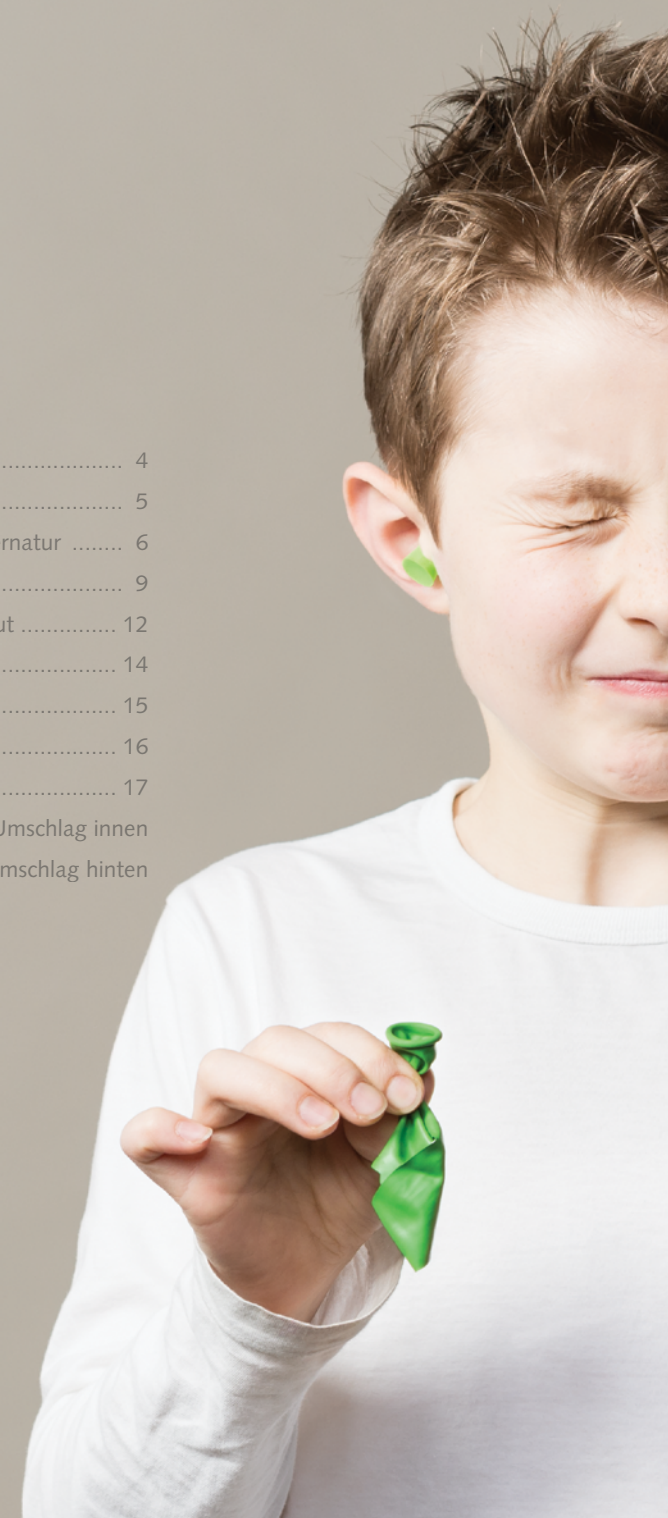 .................... 4
.................... 5
rnatur ........ 6
.................... 9
ut ............... 12
................... 14
................... 15
................... 16
................... 17
Umschlag innen
mschlag hinten